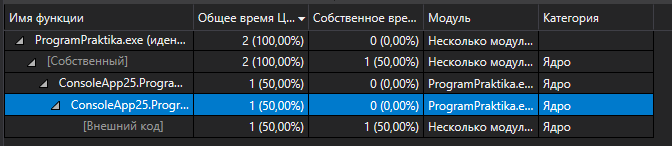 Имя функции Общее время Ц... Собственное вре... Модуль Категория
ProgramPraktika.exe (иден... 2 (100,00%) 0 (0,00%) Несколько модул...
[Собственный] 2 (100,00%) 1 (50,00%) Несколько модул... Ядро
ConsoleApp25.Progra... 1 (50,00%) 0 (0,00%) ProgramPraktika.e... Ядро
ConsoleApp25.Progr... 1 (50,00%) 0 (0,00%) ProgramPraktika.e... Ядро
[Внешний код] 1 (50,00%) 1 (50,00%) Несколько модул... Ядро